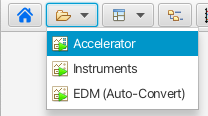 Accelerator
Instruments
EDM (Auto-Convert)